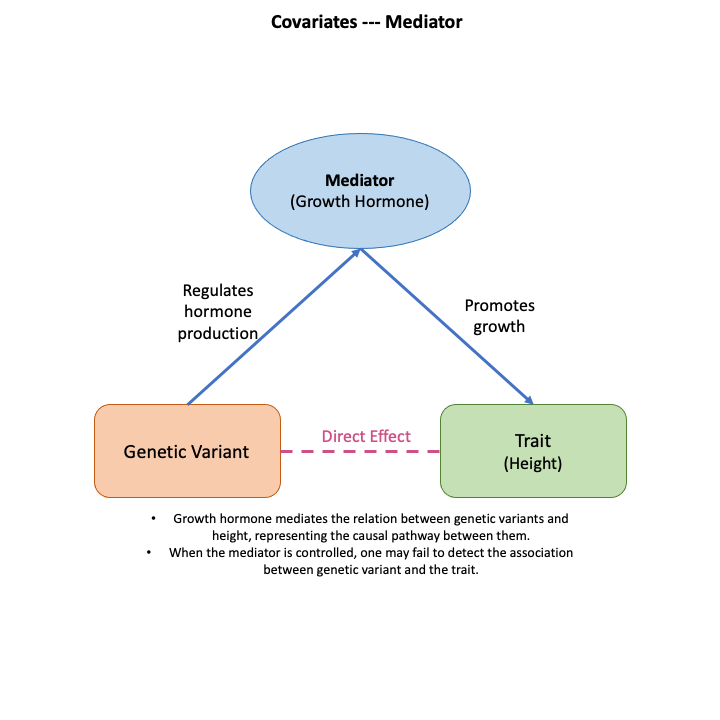 Covariates --- Mediator
Mediator
(Growth Hormone)
Regulates
hormone
production
Promotes
growth
Genetic Variant
Direct Effect
Trait
(Height)
• Growth hormone mediates the relation between genetic variants and
height, representing the causal pathway between them.
• When the mediator is controlled, one may fail to detect the association
between genetic variant and the trait.